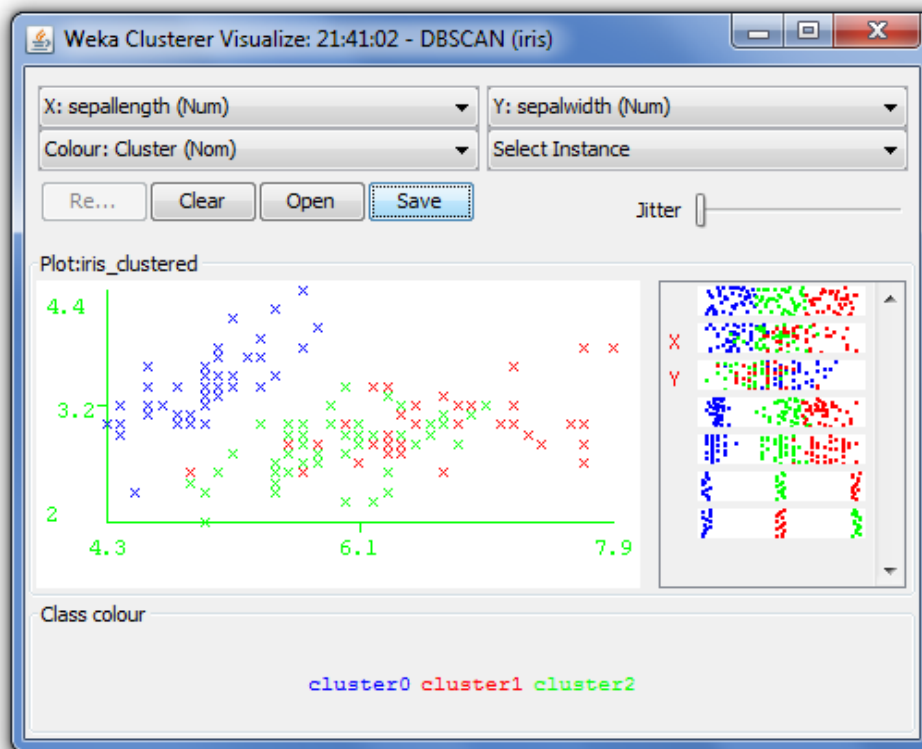 Weka Clusterer Visualize: 21:41:02 - DBSCAN (iris)
X: sepallength (Num) Y: sepalwidth (Num)
Colour: Cluster (Nom) Select Instance
Re... Clear Open Save Jitter
Plot:iris_clustered
4.4
X
Y
3.2
2
4.3 6.1 7.9
Class colour
cluster0 cluster1 cluster2